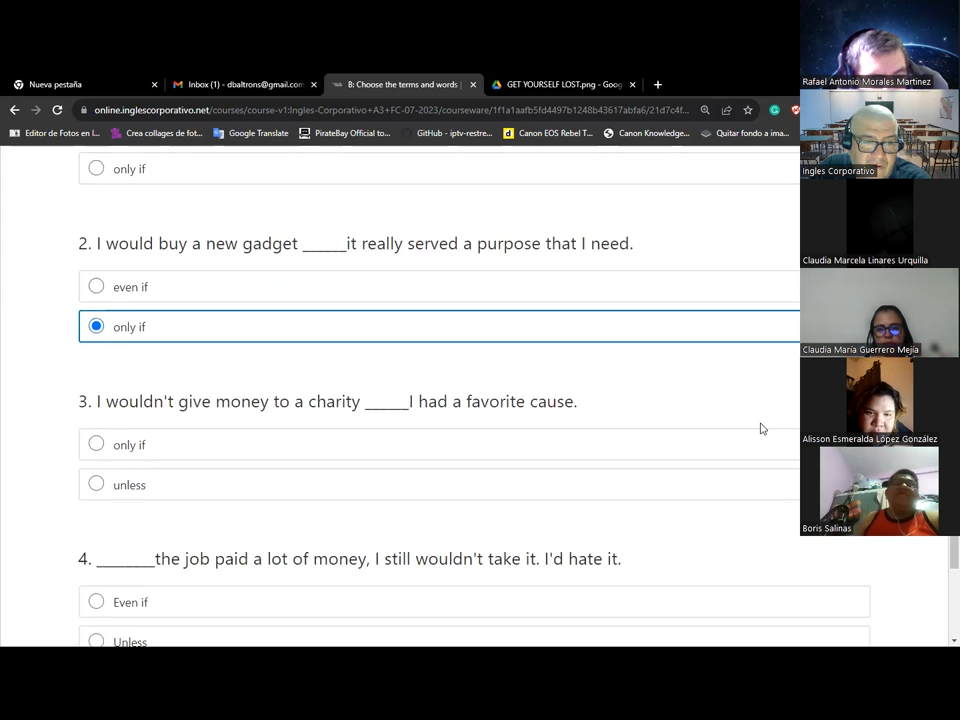 Nueva pestaña
Inbox (1) - dbaltrons@gmail.com
B: Choose the terms and words |
GET YOURSELF LOST.png - Goog
online.inglescorporativo.net/courses/course-v1:Ingles-Corporativo+A3+FC-07-2023/courseware/1f1a1aafb5fd4497b1248b43617abfa6/21d7c4f...
Editor de Fotos en l...
Crea collages de fot...
Google Translate
PirateBay Official to...
GitHub - iptv-restre...
Canon EOS Rebel T...
Canon Knowledge...
Quitar fondo a ima...
only if
2. I would buy a new gadget ______it really served a purpose that I need.
even if
only if
3. I wouldn't give money to a charity ______I had a favorite cause.
only if
unless
4. ________the job paid a lot of money, I still wouldn't take it. I'd hate it.
Even if
Unless
Rafael Antonio Morales Martinez
Ingles Corporativo
Claudia Marcela Linares Urquilla
Claudia María Guerrero Mejía
Alisson Esmeralda López González
Boris Salinas